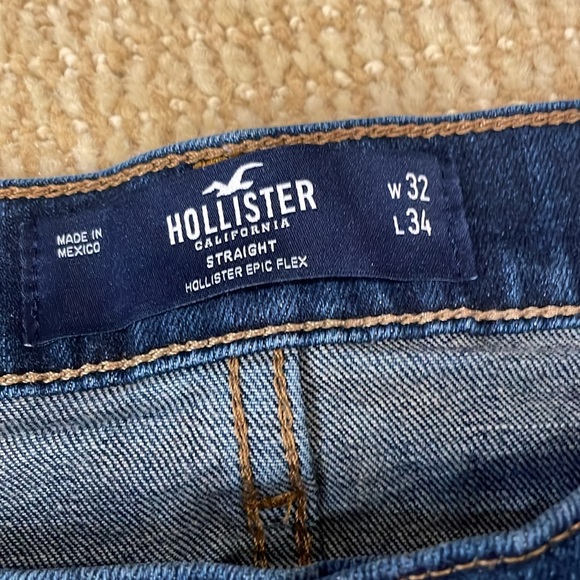 MADE IN
MEXICO
HOLLISTER
CALIFORNIA
STRAIGHT
HOLLISTER EPIC FLEX
W 32
L 34